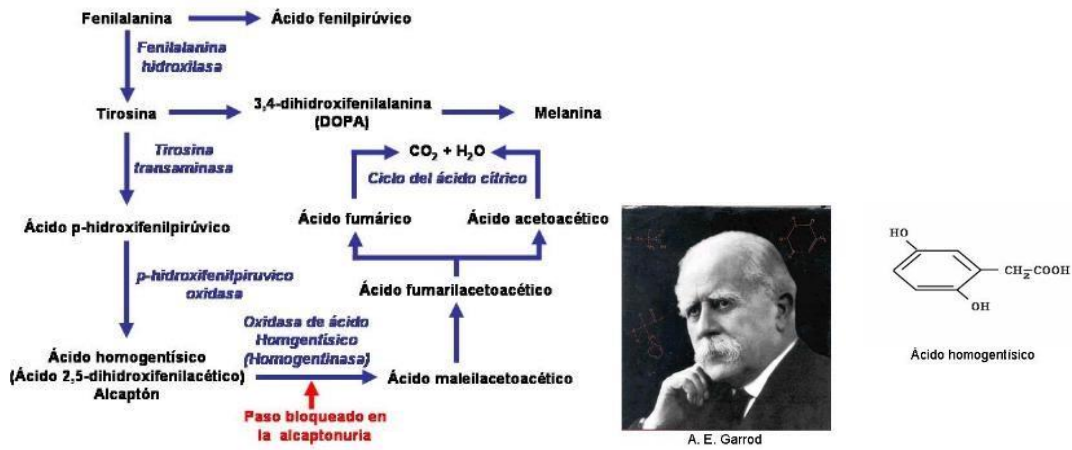 Fenilalanina
Ácido fenilpirúvico
Fenilalanina
hidroxilasa
Tirosina
3,4-dihidroxifenilalanina
(DOPA)
Melanina
Tirosina
transaminasa
CO₂ + H₂O
Ciclo del ácido cítrico
Ácido p-hidroxifenilpirúvico
Ácido fumárico
Ácido acetoacético
p-hidroxifenilpiruvico
oxidasa
Ácido fumarilacetoacético
Oxidasa de ácido
Homgentísico
(Homogentinasa)
Ácido homogentísico
(Ácido 2,5-dihidroxifenilacético)
Alcaptón
Ácido maleilacetoacético
Paso bloqueado en
la alcaptonuria
A. E. Garrod
HO
CH₂–COOH
OH
Ácido homogentísico